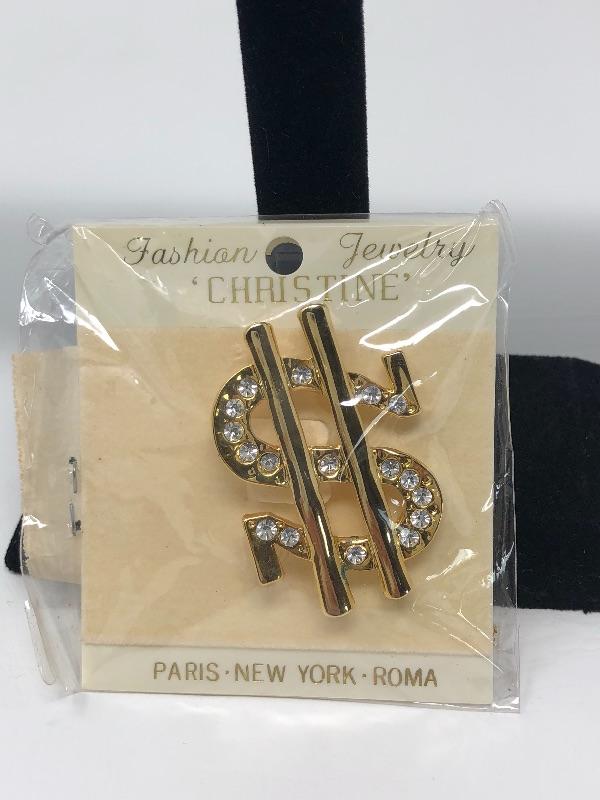 Fashion Jewelry
'CHRISTINE'
PARIS·NEW YORK·ROMA